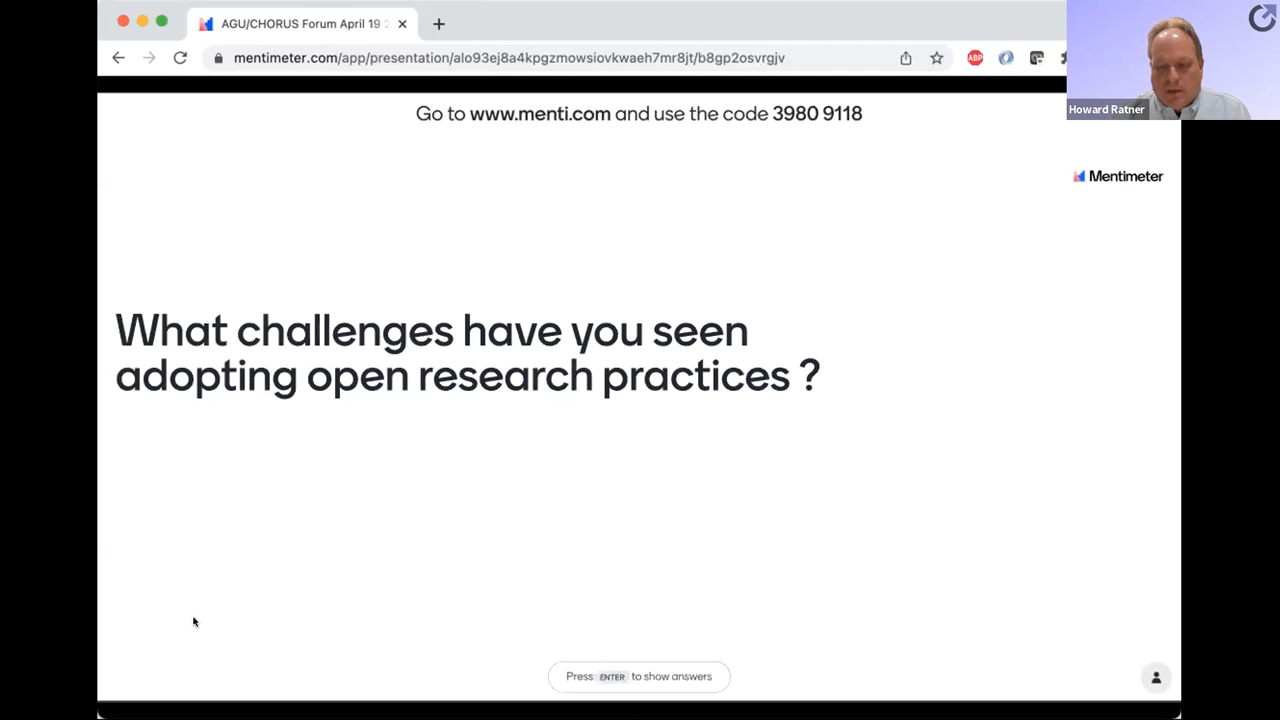 AGU/CHORUS Forum April 19
mentimeter.com/app/presentation/alo93ej8a4kpgzmowsiovkwaeh7mr8jt/b8gp2osvrgjv
ABP
Howard Ratner
Go to www.menti.com and use the code 3980 9118
Mentimeter
What challenges have you seen
adopting open research practices ?
Press ENTER to show answers